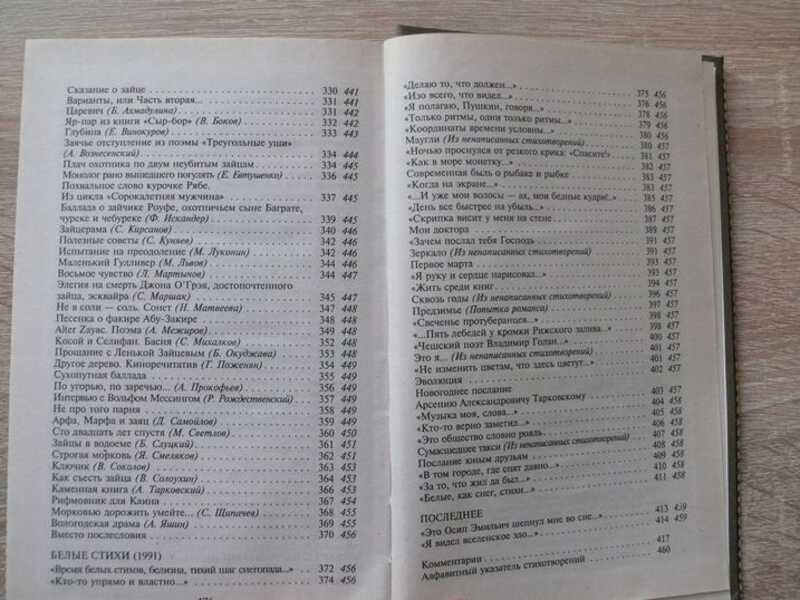 Сказание о зайце 330 441
Варианты, или Часть вторая... 331 441
Царевич (Б. Ахмадулина) 331 442
Яр-пар из книги «Сыр-бор» (В. Боков) 332 442
Глубина (Е. Винокуров) 333 443
Заячье отступление из поэмы «Треугольные уши»
(А. Вознесенский) 334 444
Плач охотника по двум неубитым зайцам 334 445
Монолог рано вышедшего погулять (Е. Евтушенко) 336 445
Похвальное слово курочке Рябе.
Из цикла «Сорокалетняя мужчина» 337 445
Баллада о зайчике Роуфе, охотничьем сыне Баграте,
чуреке и чебуреке (Ф. Искандер) 339 445
Зайцерама (С. Кирсанов) 340 446
Полезные советы (С. Куняев) 342 446
Испытание на преодоление (М. Луконин) 342 446
Маленький Гулливер (М. Львов) 344 446
Восьмое чувство (Л. Мартынов) 344 447
Элегия на смерть Джона О'Грэя, достопочтенного
зайца, эсквайра (С. Маршак) 345 447
Не в соли — соль. Сонет (Н. Матвеева) 347 448
Песенка о факире Абу-Закире 348 448
Alter Zayac. Поэма (А. Межиров) 349 448
Косой и Селифан. Басня (С. Михалков) 352 448
Прощание с Ленькой Зайцевым (Б. Окуджава) 353 448
Другое дерево. Киноречитатив (Г. Поженян) 354 449
Сухопутная баллада 355 449
По угорью, по заречью... (А. Прокофьев) 356 449
Интервью с Вольфом Мессингом (Р. Рождественский) 357 449
Не про того парня 358 449
Арфа, Марфа и заяц (Д. Самойлов) 359 449
Сто двадцать лет спустя (М. Светлов) 360 450
Зайцы в водоеме (Б. Слуцкий) 361 451
Строгая морковь (Я. Смеляков) 362 451
Ключик (В. Соколов) 363 453
Как съесть зайца (В. Солоухин) 364 453
Каменная книга (А. Тарковский) 366 453
Рифмовник для Каина 367 454
Морковью дорожить умейте... (С. Щипачев) 368 455
Вологодская драма (А. Яшин) 369 455
Вместо послесловия 370 456
БЕЛЫЕ СТИХИ (1991)
«Время белых стихов, белизна, тихий шаг снегопада...» 372 456
«Кто-то упрямо и властно...» 374 456
«Делаю то, что должен...» 375 456
«Изо всего, что видел...» 376 456
«Я полагаю, Пушкин, говоря...» 377 456
«Только ритмы, одни только ритмы...» 378 456
«Координаты времени условны...» 379 456
Маугли (Из ненаписанных стихотворений) 380 456
«Ночью проснулся от резкого крика: «Спасите!» 380 457
«Как в море монетку...» 381 457
Современная быль о рыбаке и рыбке 382 457
«Когда на экране...» 383 457
«...И уже мои волосы — ах, мои бедные кудри!..» 385 457
«День все быстрее на убыль...» 386 457
«Скрипка висит у меня на стене 387 457
Мои доктора 389 457
«Зачем послал тебя Господь 391 457
Зеркало (Из ненаписанных стихотворений) 391 457
Первое марта 393 457
«Я руку и сердце нарисовал...» 394 457
«Жить среди книг 394 457
Сквозь годы (Из ненаписанных стихотворений) 396 457
Предзимье (Попытка романса) 397 457
«Свеченье протуберанцев...» 398 457
«...Пять лебедей у кромки Рижского залива...» 398 457
«Чешский поэт Владимир Голан... 400 457
Это я... (Из ненаписанных стихотворений) 401 457
«Не изменить цветам, что здесь цветут...» 401 457
Эволюция 402 457
Новогоднее послание
Арсению Александровичу Тарковскому 403 457
«Музыка моя, слова...» 404 458
«Кто-то верно заметил...» 405 458
«Это общество словно рояль 406 458
Сумасшедшее такси (Из ненаписанных стихотворений) 407 458
Послание юным друзьям 408 458
«В том городе, где спят давно...» 409 458
«За то, что жил да был...» 410 458
«Белые, как снег, стихи...» 411 458
ПОСЛЕДНЕЕ
«Это Осип Эмильич шепнул мне во сне...» 413 459
«Я видел вселенское зло...» 414 459
Комментарии 417
Алфавитный указатель стихотворений 460